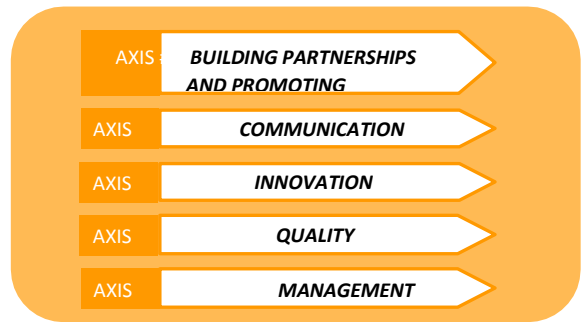 AXIS BUILDING PARTNERSHIPS
AND PROMOTING
AXIS COMMUNICATION
AXIS INNOVATION
AXIS QUALITY
AXIS MANAGEMENT